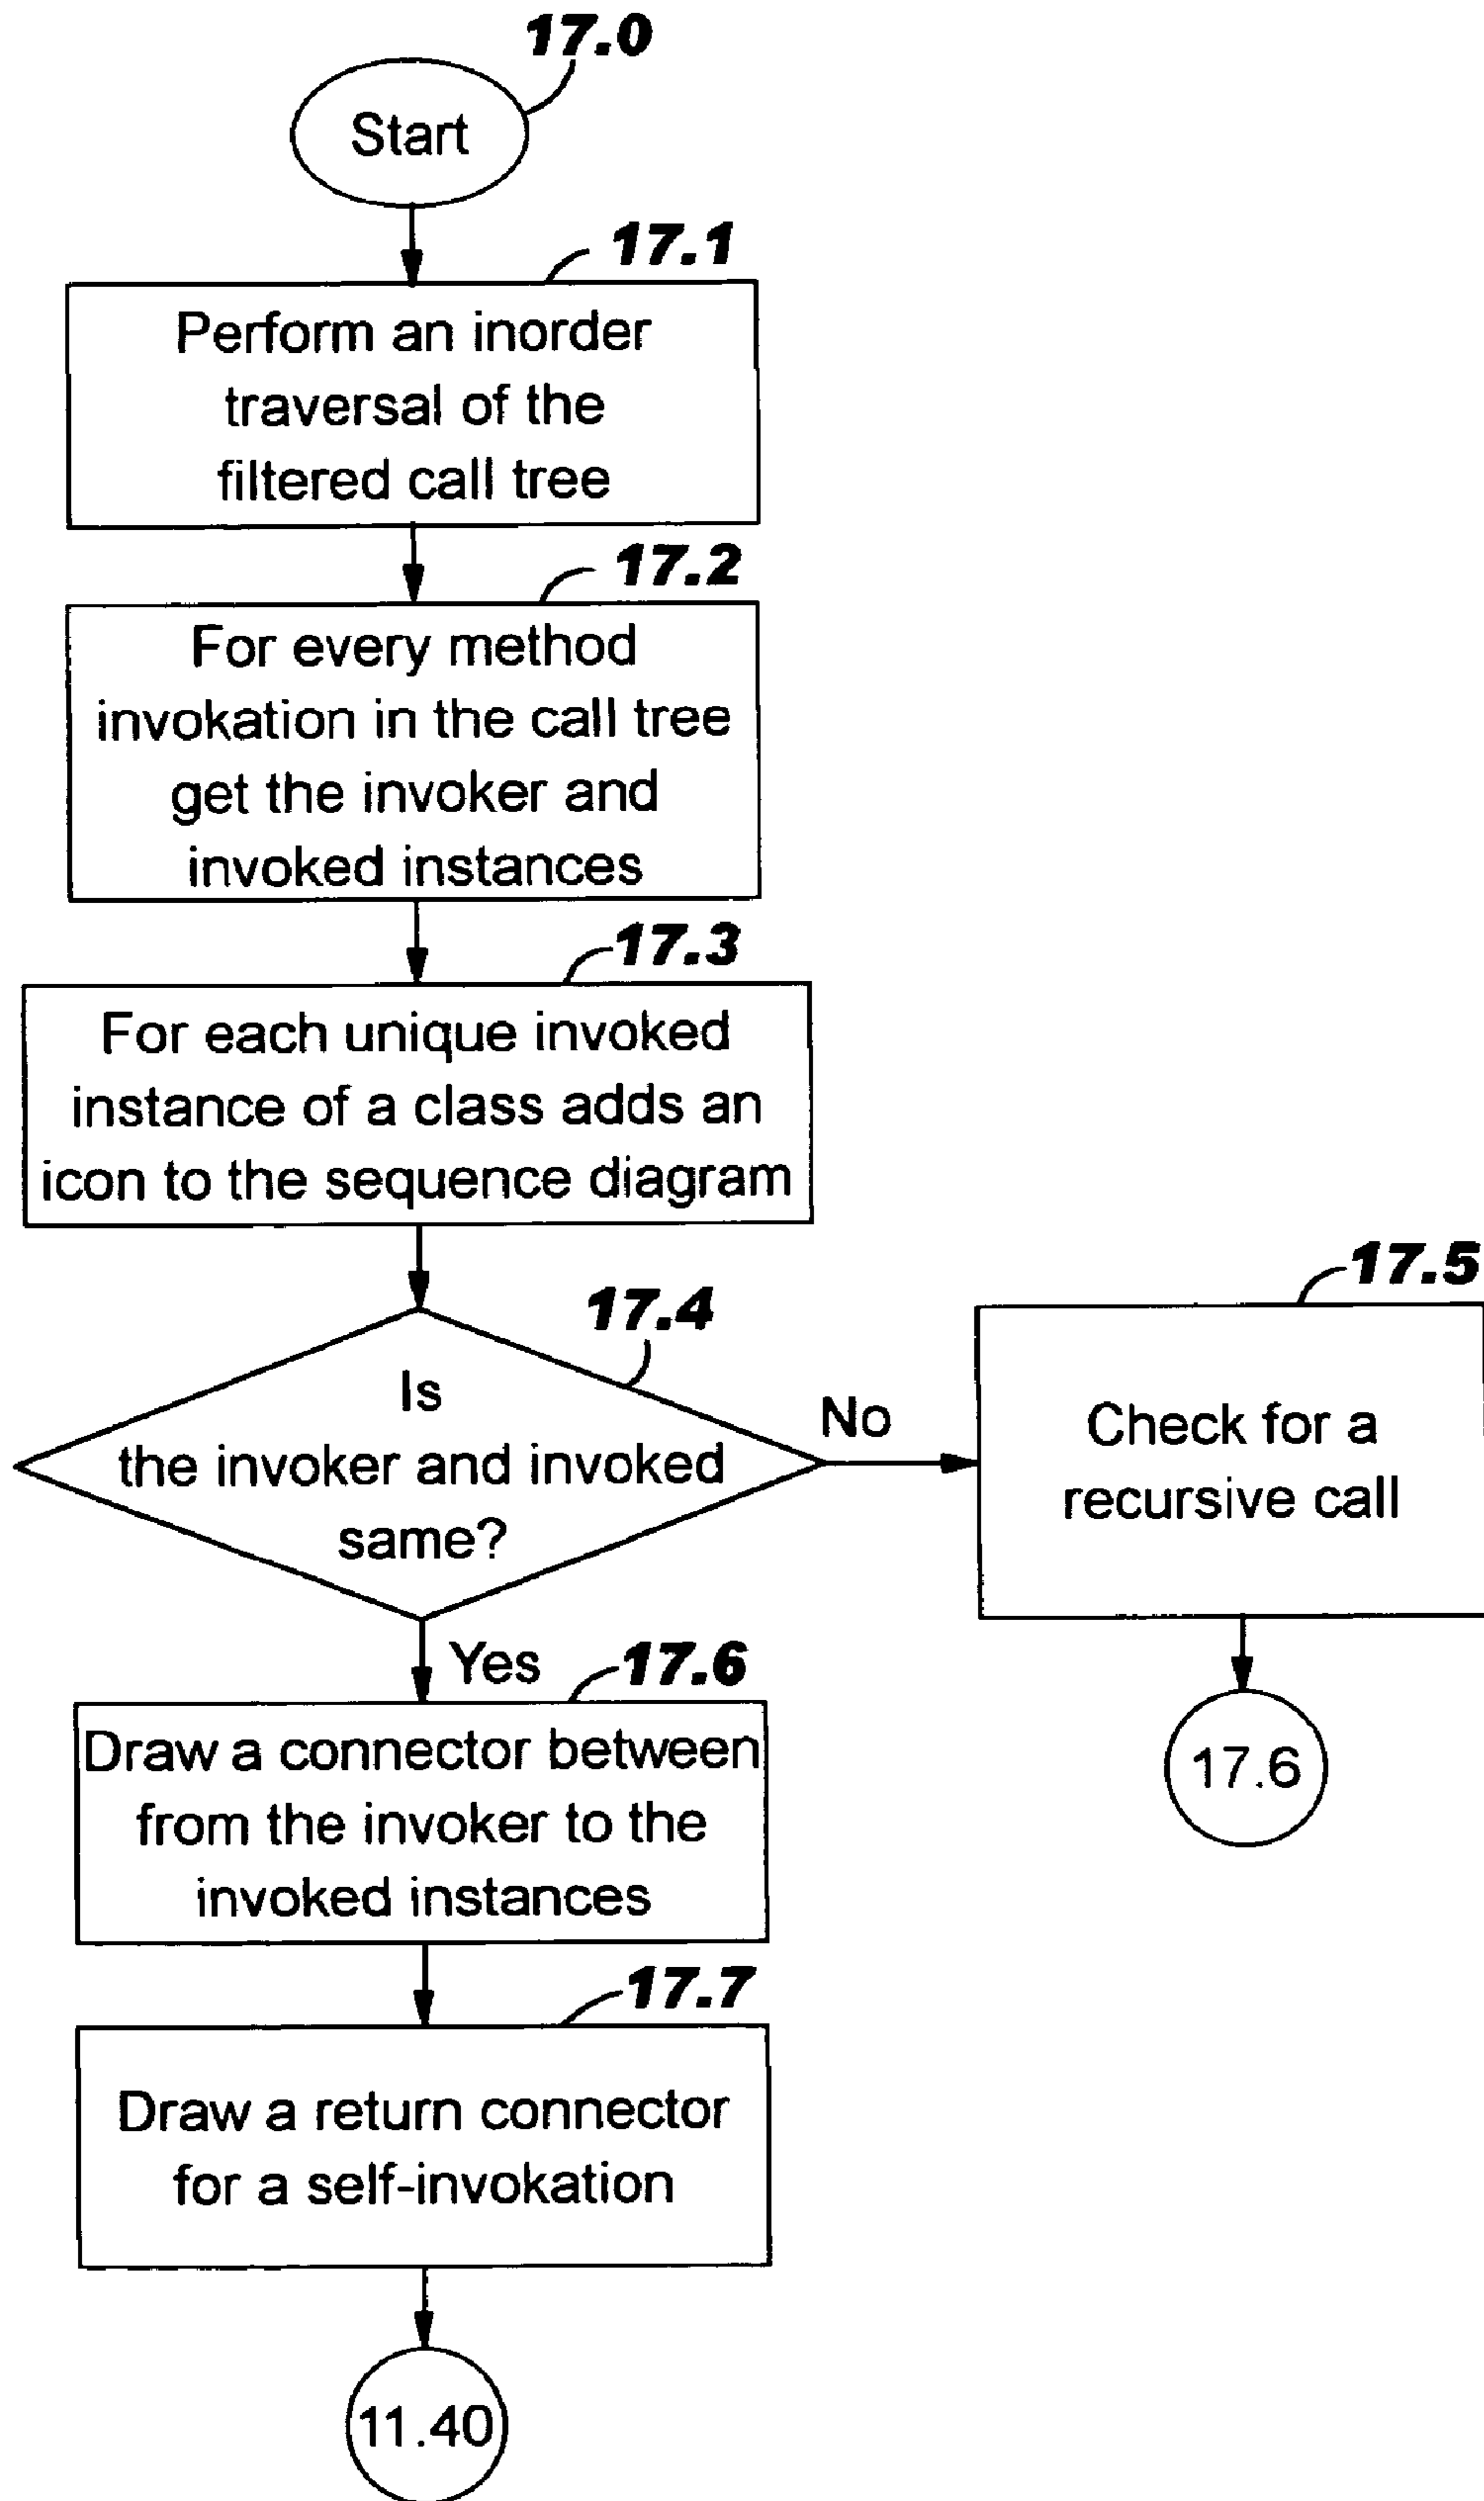 17.0
Start
17.1
Perform an inorder
traversal of the
filtered call tree
17.2
For every method
invokation in the call tree
get the invoker and
invoked instances
17.3
For each unique invoked
instance of a class adds an
icon to the sequence diagram
17.4
Is
the invoker and invoked
same?
No
17.5
Check for a
recursive call
17.6
Yes
17.6
Draw a connector between
from the invoker to the
invoked instances
17.7
Draw a return connector
for a self-invokation
11.40